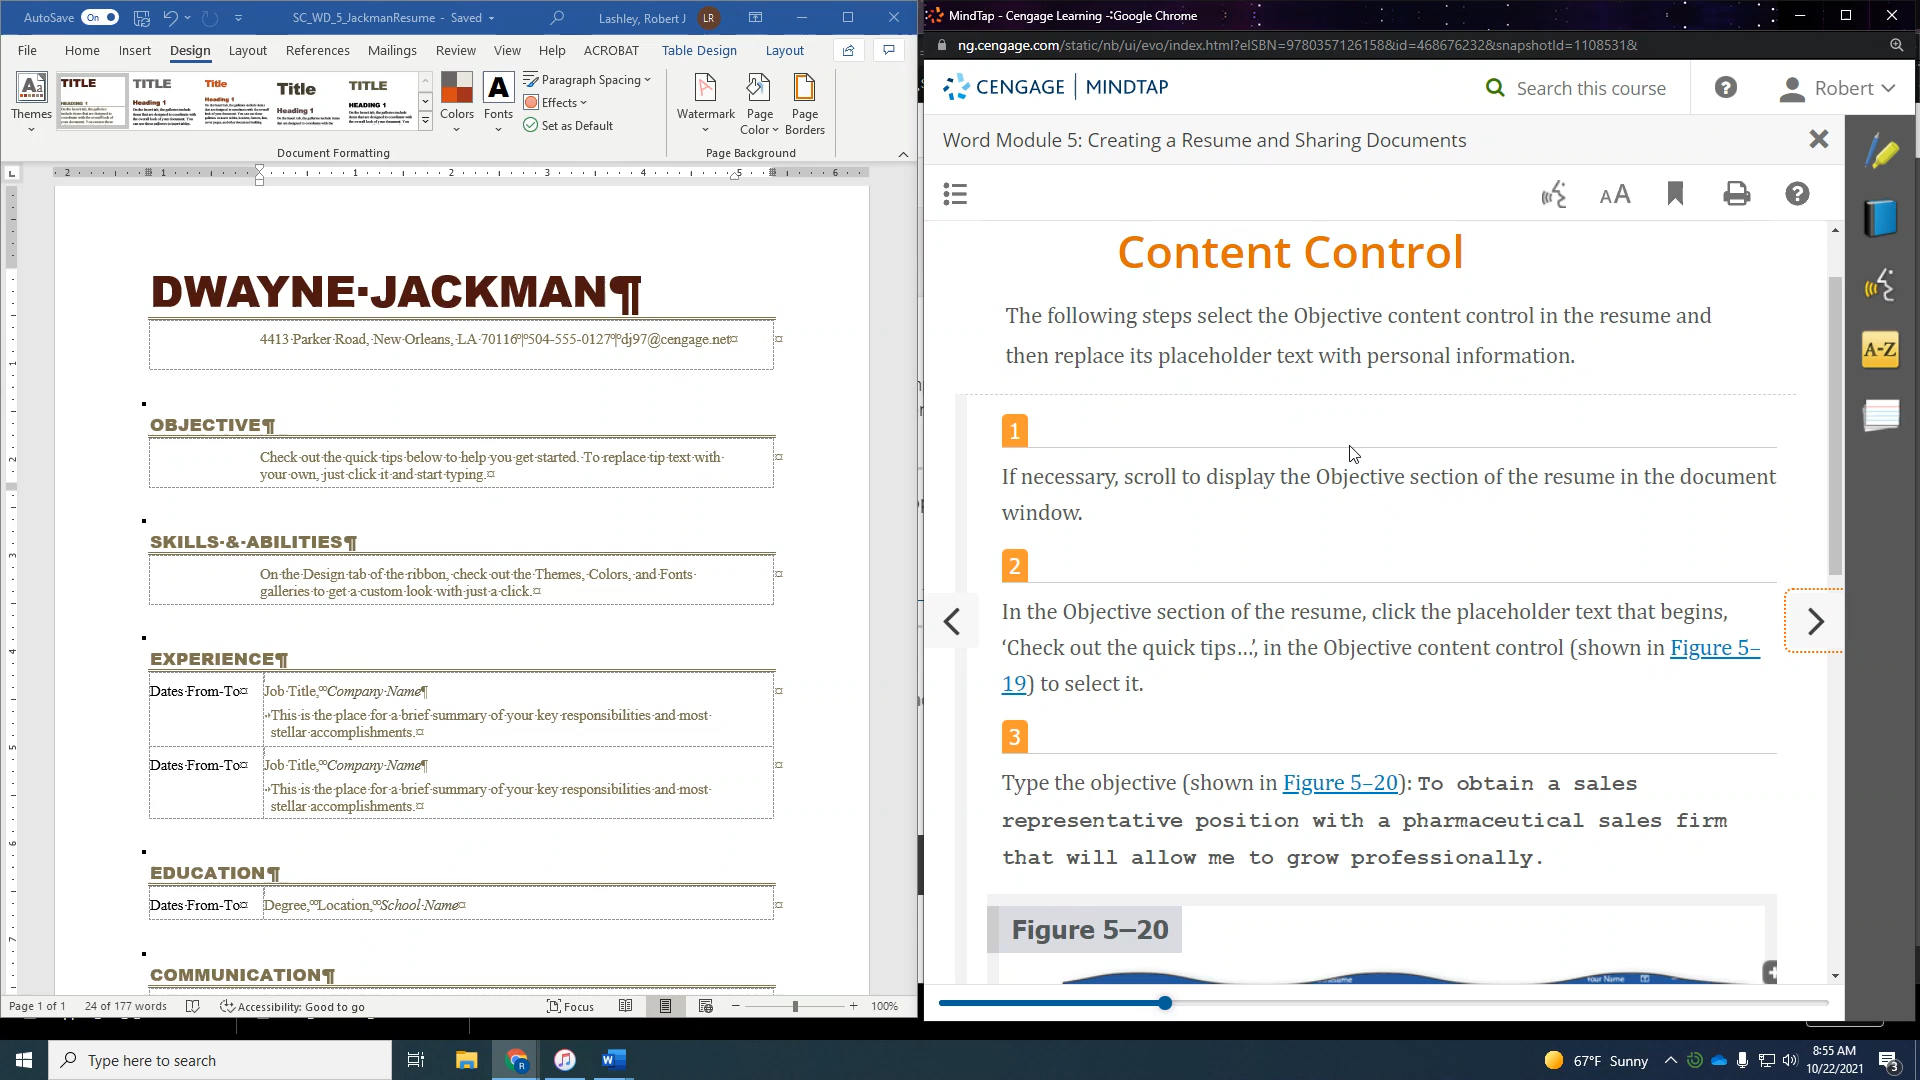 AutoSave On SC_WD_5_JackmanResume - Saved Lashley, Robert J LR
File Home Insert Design Layout References Mailings Review View Help ACROBAT Table Design Layout
Themes
TITLE HEADING 1
TITLE Heading 1
Title Heading 1
Title Heading 1
TITLE HEADING 1
Colors
Fonts
Paragraph Spacing
Effects
Set as Default
Watermark
Page Color
Page Borders
Document Formatting Page Background
DWAYNE·JACKMAN¶
4413·Parker·Road,·New·Orleans,·LA·70116°|°504-555-0127°|°dj97@cengage.net¤
OBJECTIVE¶
Check·out·the·quick·tips·below·to·help·you·get·started.·To·replace·tip·text·with·
your·own,·just·click·it·and·start·typing.¤
SKILLS·&·ABILITIES¶
On·the·Design·tab·of·the·ribbon,·check·out·the·Themes,·Colors,·and·Fonts·
galleries·to·get·a·custom·look·with·just·a·click.¤
EXPERIENCE¶
Dates·From-To¤ Job·Title,°°Company·Name¶
This·is·the·place·for·a·brief·summary·of·your·key·responsibilities·and·most·
stellar·accomplishments.¤
Dates·From-To¤ Job·Title,°°Company·Name¶
This·is·the·place·for·a·brief·summary·of·your·key·responsibilities·and·most·
stellar·accomplishments.¤
EDUCATION¶
Dates·From-To¤ Degree,°°Location,°°School·Name¤
COMMUNICATION¶
Page 1 of 1 24 of 177 words Accessibility: Good to go Focus 100%
MindTap - Cengage Learning - Google Chrome
ng.cengage.com/static/nb/ui/evo/index.html?eISBN=9780357126158&id=468676232&snapshotId=1108531&
CENGAGE | MINDTAP Search this course Robert
Word Module 5: Creating a Resume and Sharing Documents
AA
Content Control
The following steps select the Objective content control in the resume and
then replace its placeholder text with personal information.
1
If necessary, scroll to display the Objective section of the resume in the document
window.
2
In the Objective section of the resume, click the placeholder text that begins,
‘Check out the quick tips…’, in the Objective content control (shown in Figure 5–
19) to select it.
3
Type the objective (shown in Figure 5–20): To obtain a sales
representative position with a pharmaceutical sales firm
that will allow me to grow professionally.
Figure 5–20
Your Name
A-Z
Type here to search
67°F Sunny
8:55 AM
10/22/2021
3